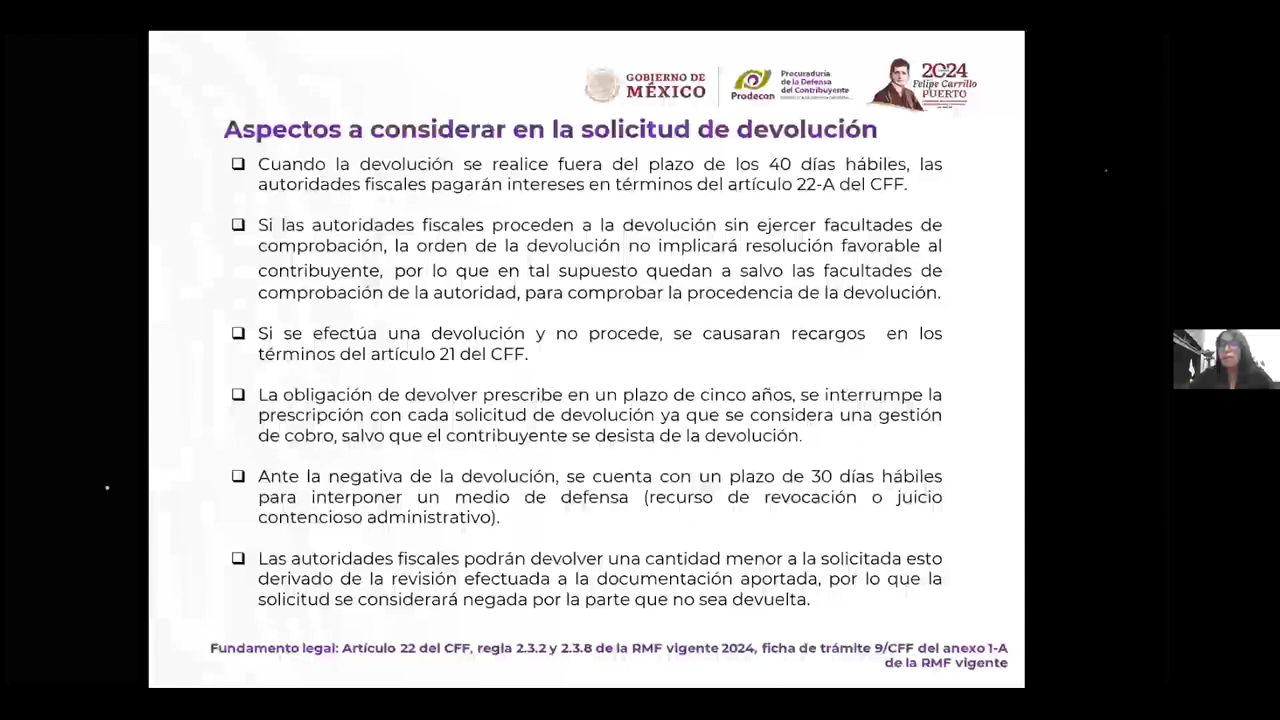 GOBIERNO DE
MÉXICO
Prodecon
Procuraduría
de la Defensa
del Contribuyente
2024
Felipe Carrillo
PUERTO
Aspectos a considerar en la solicitud de devolución
Cuando la devolución se realice fuera del plazo de los 40 días hábiles, las
autoridades fiscales pagarán intereses en términos del artículo 22-A del CFF.
Si las autoridades fiscales proceden a la devolución sin ejercer facultades de
comprobación, la orden de la devolución no implicará resolución favorable al
contribuyente, por lo que en tal supuesto quedan a salvo las facultades de
comprobación de la autoridad, para comprobar la procedencia de la devolución.
Si se efectúa una devolución y no procede, se causaran recargos en los
términos del artículo 21 del CFF.
La obligación de devolver prescribe en un plazo de cinco años, se interrumpe la
prescripción con cada solicitud de devolución ya que se considera una gestión
de cobro, salvo que el contribuyente se desista de la devolución.
Ante la negativa de la devolución, se cuenta con un plazo de 30 días hábiles
para interponer un medio de defensa (recurso de revocación o juicio
contencioso administrativo).
Las autoridades fiscales podrán devolver una cantidad menor a la solicitada esto
derivado de la revisión efectuada a la documentación aportada, por lo que la
solicitud se considerará negada por la parte que no sea devuelta.
Fundamento legal: Artículo 22 del CFF, regla 2.3.2 y 2.3.8 de la RMF vigente 2024, ficha de trámite 9/CFF del anexo 1-A
de la RMF vigente